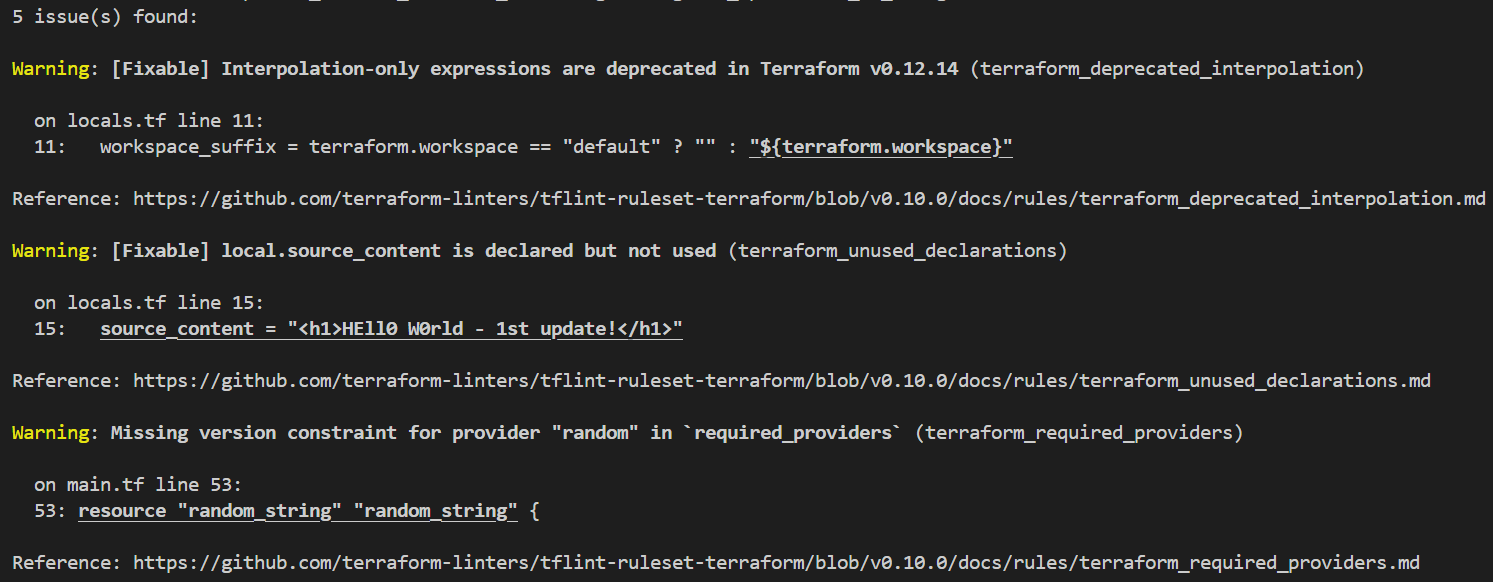 5 issue(s) found:
Warning: [Fixable] Interpolation-only expressions are deprecated in Terraform v0.12.14 (terraform_deprecated_interpolation)
on locals.tf line 11:
11:   workspace_suffix = terraform.workspace == "default" ? "" : "${terraform.workspace}"
Reference: https://github.com/terraform-linters/tflint-ruleset-terraform/blob/v0.10.0/docs/rules/terraform_deprecated_interpolation.md
Warning: [Fixable] local.source_content is declared but not used (terraform_unused_declarations)
on locals.tf line 15:
15:   source_content = "<h1>HEll0 W0rld - 1st update!</h1>"
Reference: https://github.com/terraform-linters/tflint-ruleset-terraform/blob/v0.10.0/docs/rules/terraform_unused_declarations.md
Warning: Missing version constraint for provider "random" in `required_providers` (terraform_required_providers)
on main.tf line 53:
53: resource "random_string" "random_string" {
Reference: https://github.com/terraform-linters/tflint-ruleset-terraform/blob/v0.10.0/docs/rules/terraform_required_providers.md